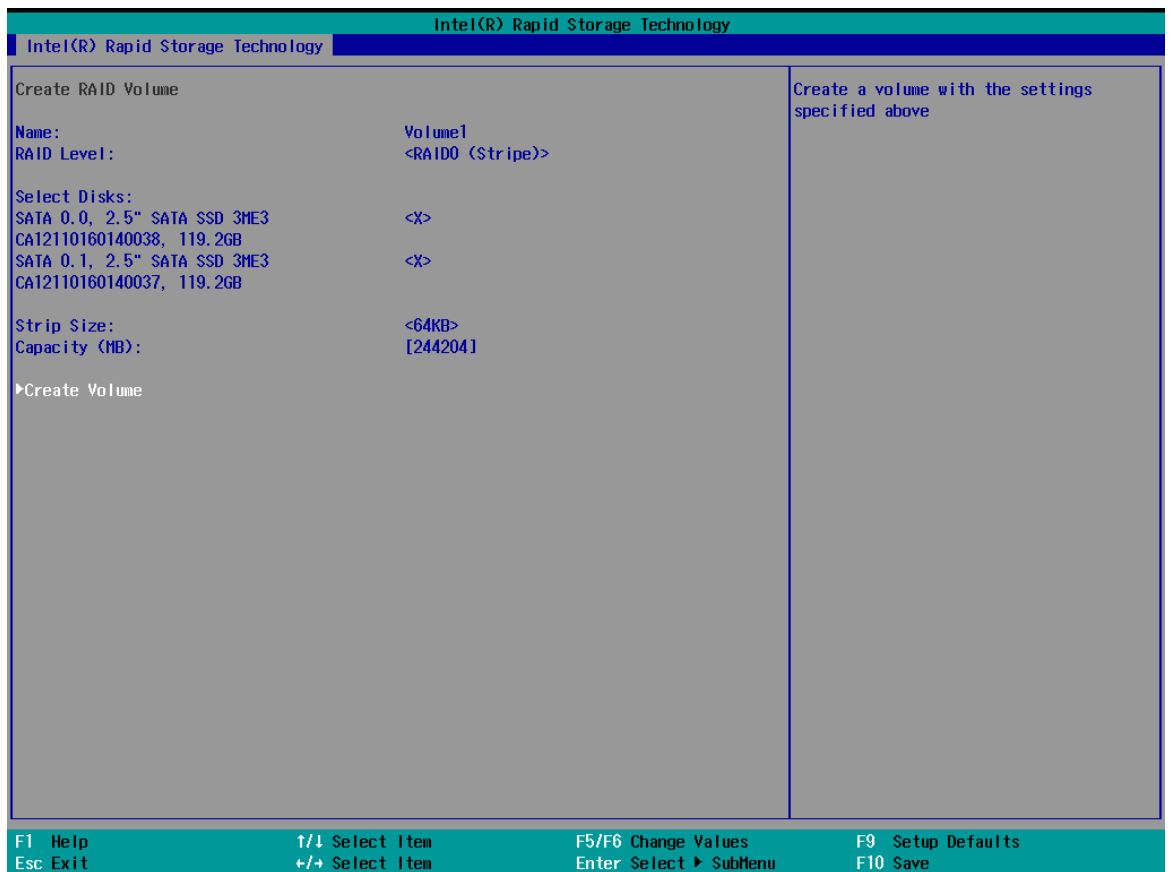 Intel(R) Rapid Storage Technology
Intel(R) Rapid Storage Technology
Create RAID Volume
Name: Volume1
RAID Level: <RAID0 (Stripe)>
Select Disks:
SATA 0.0, 2.5" SATA SSD 3ME3 <X>
CA12110160140038, 119.2GB
SATA 0.1, 2.5" SATA SSD 3ME3 <X>
CA12110160140037, 119.2GB
Strip Size: <64KB>
Capacity (MB): [244204]
▶Create Volume
Create a volume with the settings
specified above
F1 Help ↑/↓ Select Item F5/F6 Change Values F9 Setup Defaults
Esc Exit ←/→ Select Item Enter Select ▶ SubMenu F10 Save